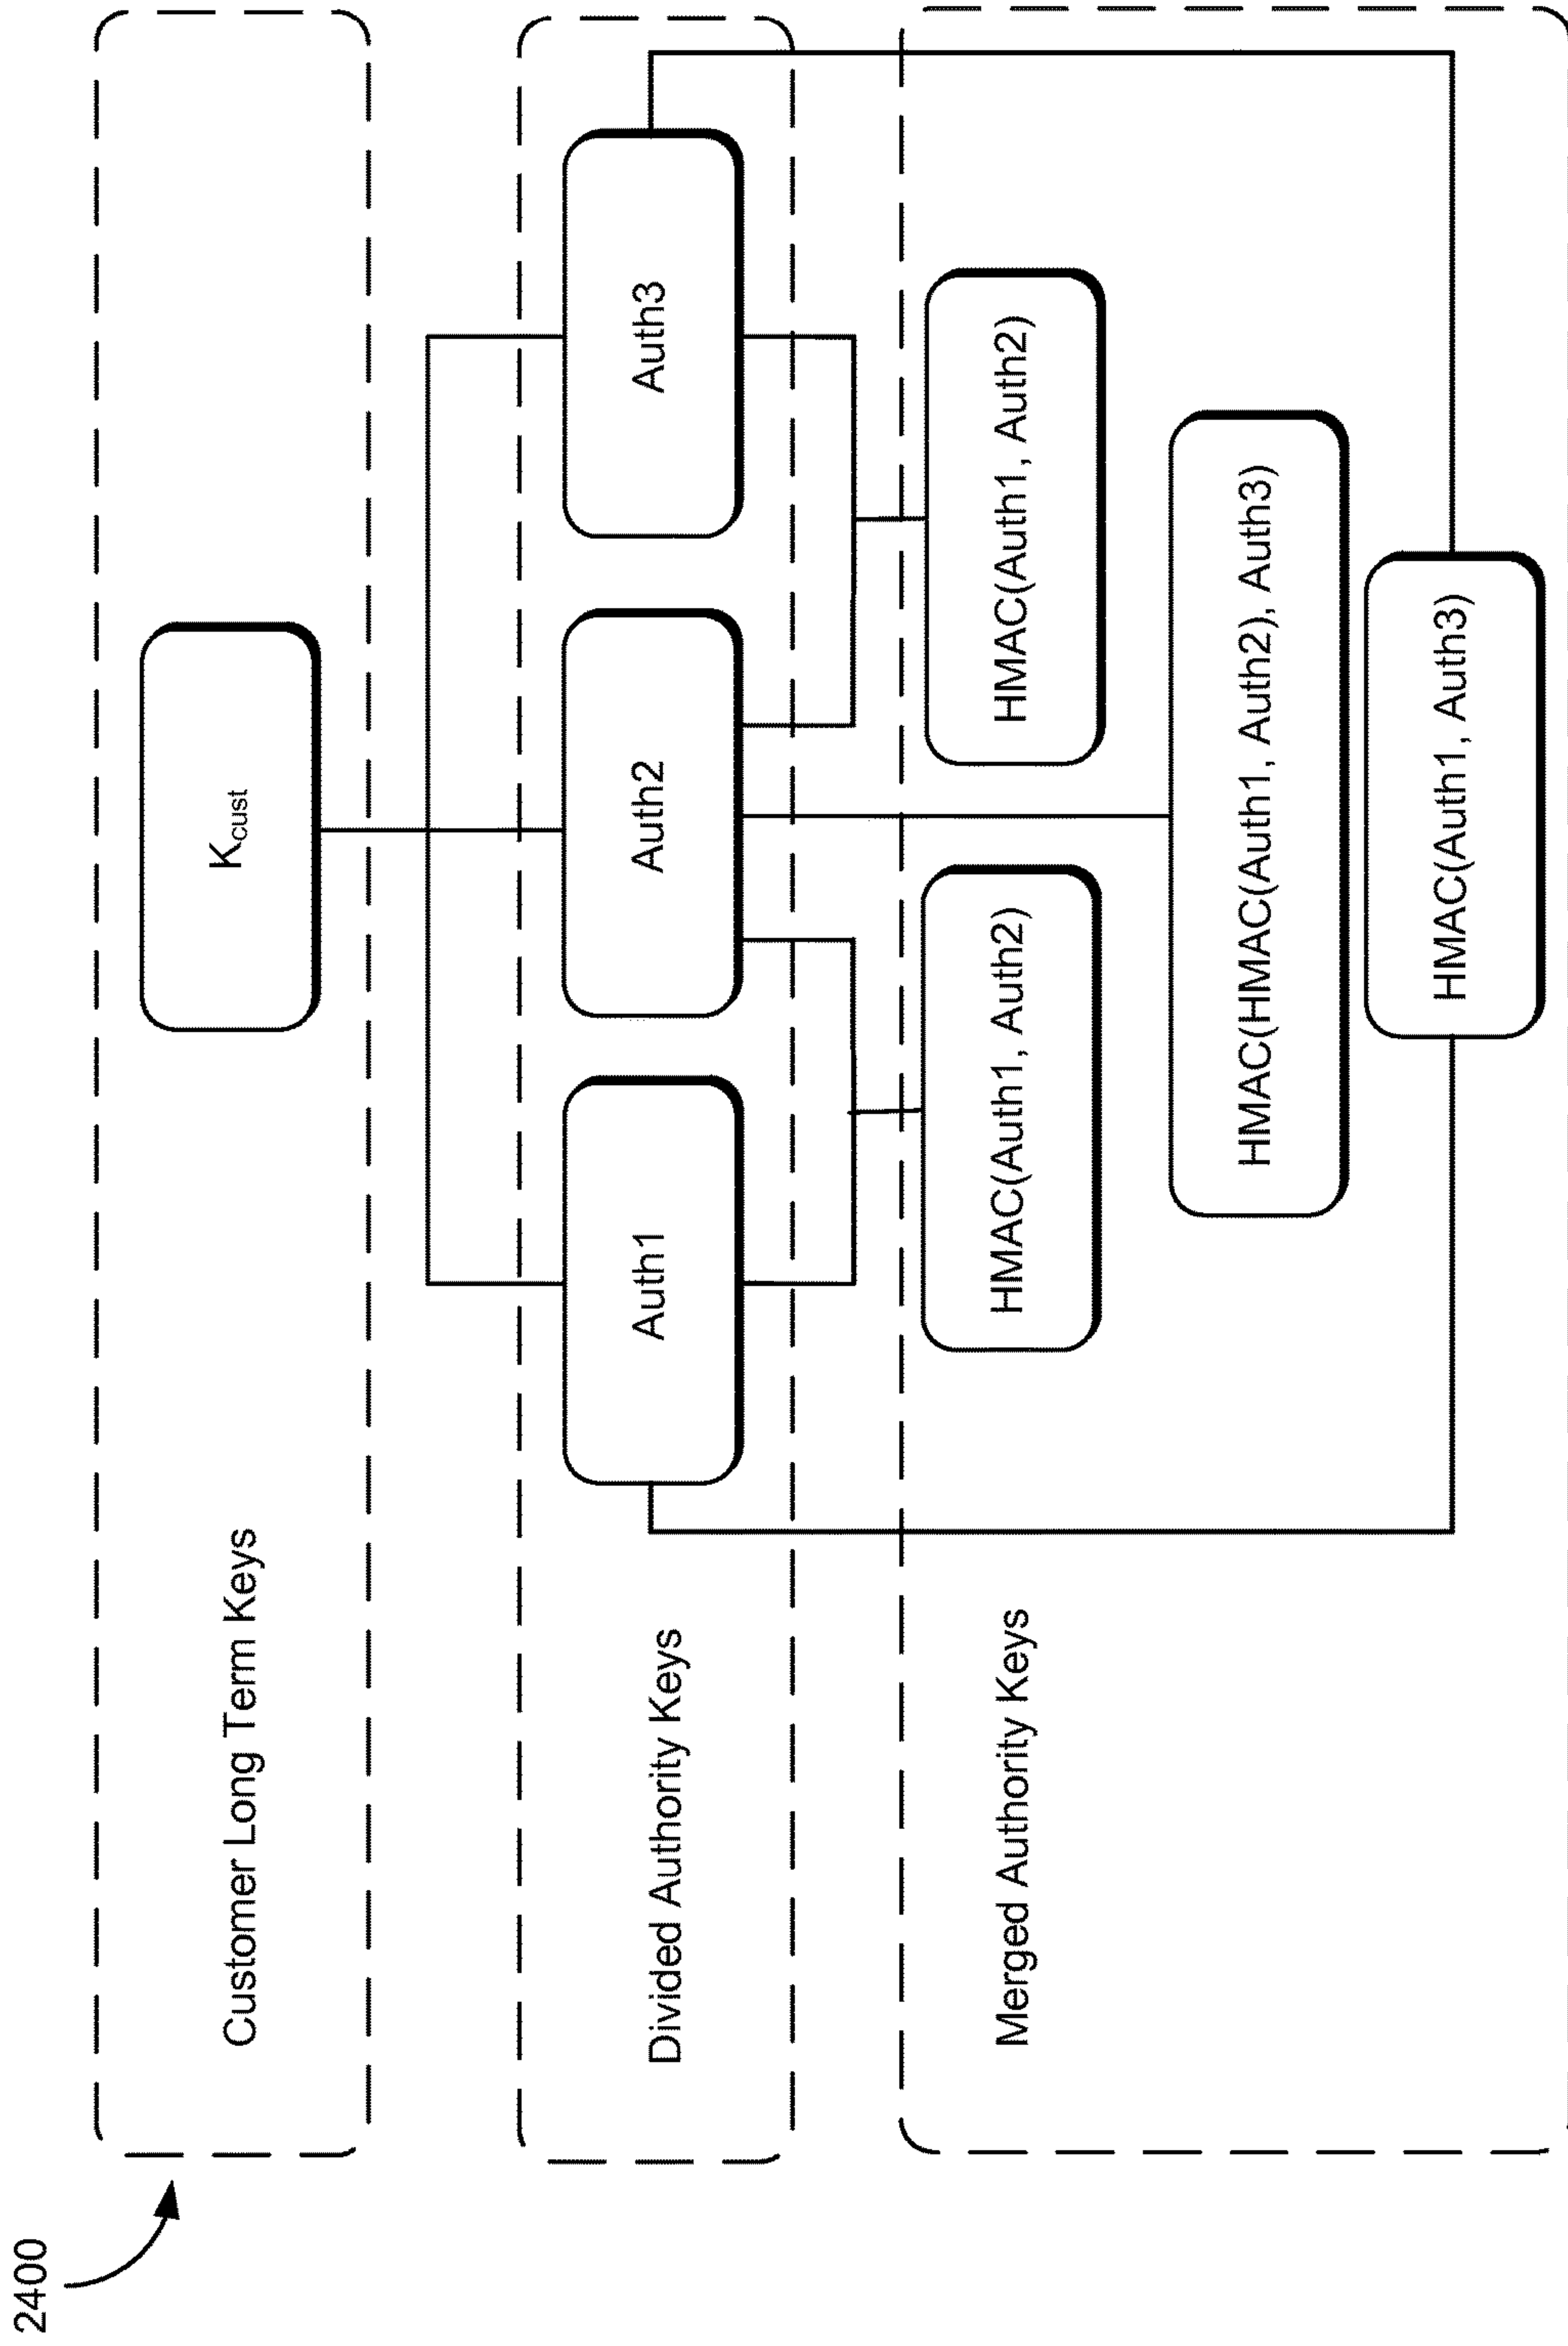 2400
Customer Long Term Keys
Kcust
Divided Authority Keys
Auth1
Auth2
Auth3
Merged Authority Keys
HMAC(Auth1, Auth2)
HMAC(Auth1, Auth2)
HMAC(HMAC(Auth1, Auth2), Auth3)
HMAC(Auth1, Auth3)